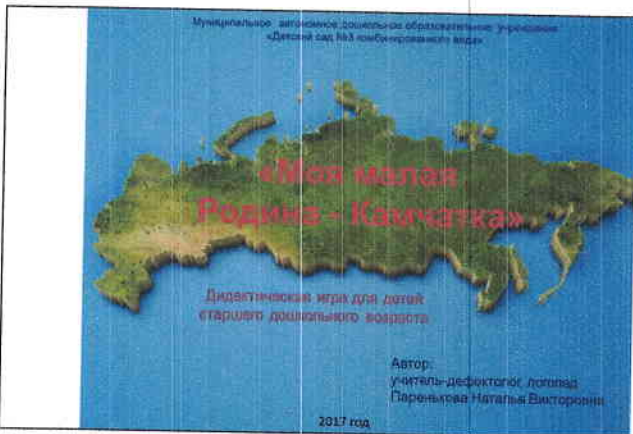 Муниципальное автономное дошкольное образовательное учреждение
«Детский сад №3 комбинированного вида»
«Моя малая
Родина - Камчатка»
Дидактическая игра для детей
старшего дошкольного возраста
Автор:
учитель-дефектолог, логопед
Паренькова Наталья Викторовна
2017 год